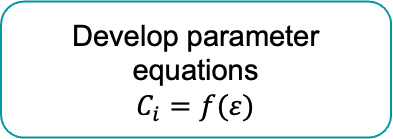 Develop parameter
equations
𝐶ᵢ = 𝑓(𝜀)